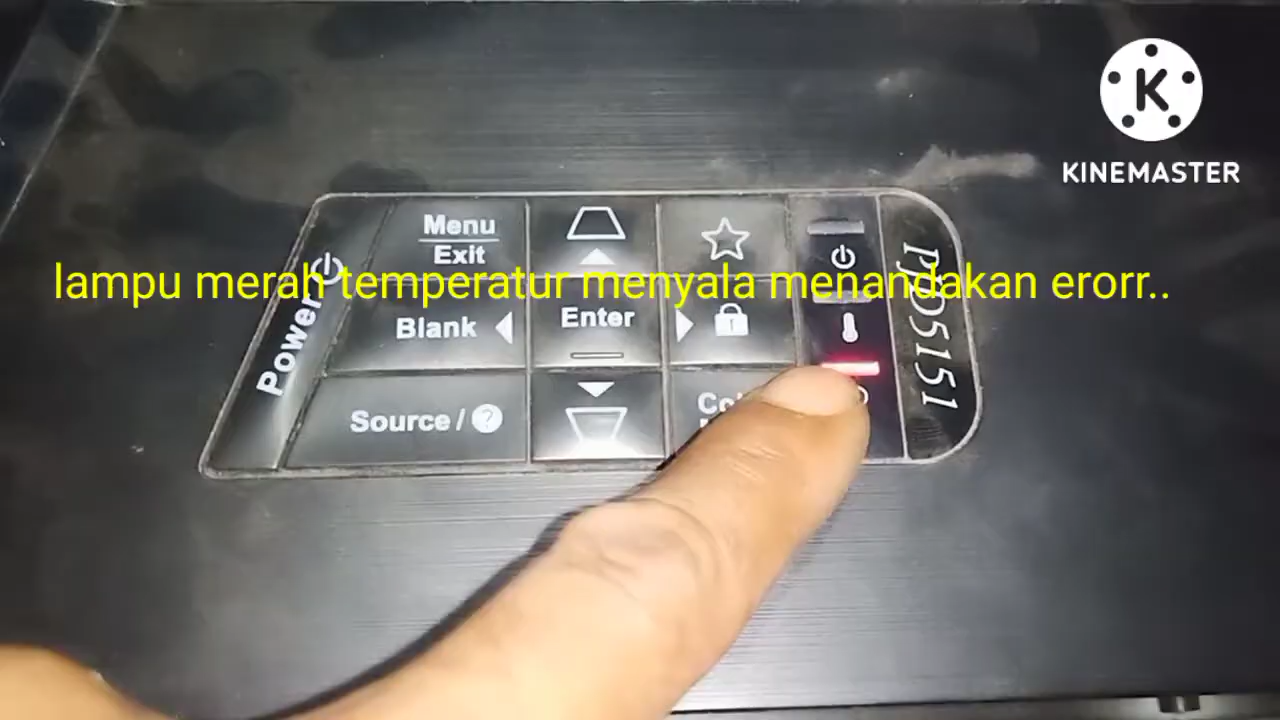 K
KINEMASTER
lampu merah temperatur menyala menandakan erorr..
Power
Menu
Exit
Blank
Enter
Source / ?
PJD5151